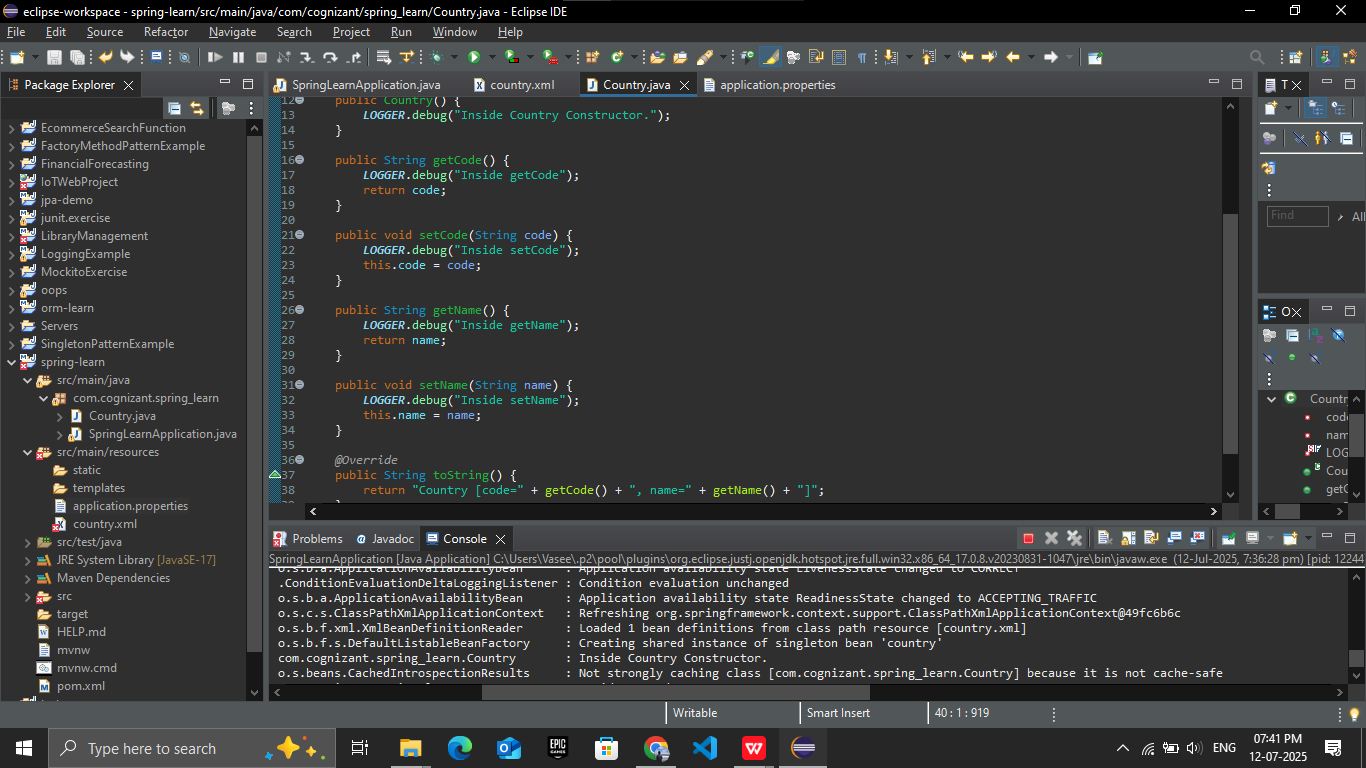 eclipse-workspace - spring-learn/src/main/java/com/cognizant/spring_learn/Country.java - Eclipse IDE
File Edit Source Refactor Navigate Search Project Run Window Help
Package Explorer
SpringLearnApplication.java country.xml Country.java application.properties
EcommerceSearchFunction
FactoryMethodPatternExample
FinancialForecasting
IoTWebProject
jpa-demo
junit.exercise
LibraryManagement
LoggingExample
MockitoExercise
oops
orm-learn
Servers
SingletonPatternExample
spring-learn
src/main/java
com.cognizant.spring_learn
Country.java
SpringLearnApplication.java
src/main/resources
static
templates
application.properties
country.xml
src/test/java
JRE System Library [JavaSE-17]
Maven Dependencies
src
target
HELP.md
mvnw
mvnw.cmd
pom.xml
12 public Country() {
13 LOGGER.debug("Inside Country Constructor.");
14 }
15
16 public String getCode() {
17 LOGGER.debug("Inside getCode");
18 return code;
19 }
20
21 public void setCode(String code) {
22 LOGGER.debug("Inside setCode");
23 this.code = code;
24 }
25
26 public String getName() {
27 LOGGER.debug("Inside getName");
28 return name;
29 }
30
31 public void setName(String name) {
32 LOGGER.debug("Inside setName");
33 this.name = name;
34 }
35
36 @Override
37 public String toString() {
38 return "Country [code=" + getCode() + ", name=" + getName() + "]";
T
Find
All
O
Country
code
nam
LOG
Cou
getC
Problems Javadoc Console
SpringLearnApplication [Java Application] C:\Users\Vasee\.p2\pool\plugins\org.eclipse.justj.openjdk.hotspot.jre.full.win32.x86_64_17.0.8.v20230831-1047\jre\bin\javaw.exe (12-Jul-2025, 7:36:28 pm) [pid: 12244
o.s.b.a.ApplicationAvailabilityBean : Application availability state LivenessState changed to CORRECT
.ConditionEvaluationDeltaLoggingListener : Condition evaluation unchanged
o.s.b.a.ApplicationAvailabilityBean : Application availability state ReadinessState changed to ACCEPTING_TRAFFIC
o.s.c.s.ClassPathXmlApplicationContext : Refreshing org.springframework.context.support.ClassPathXmlApplicationContext@49fc6b6c
o.s.b.f.xml.XmlBeanDefinitionReader : Loaded 1 bean definitions from class path resource [country.xml]
o.s.b.f.s.DefaultListableBeanFactory : Creating shared instance of singleton bean 'country'
com.cognizant.spring_learn.Country : Inside Country Constructor.
o.s.beans.CachedIntrospectionResults : Not strongly caching class [com.cognizant.spring_learn.Country] because it is not cache-safe
Writable Smart Insert 40 : 1 : 919
Type here to search
EPIC GAMES
ENG
07:41 PM
12-07-2025